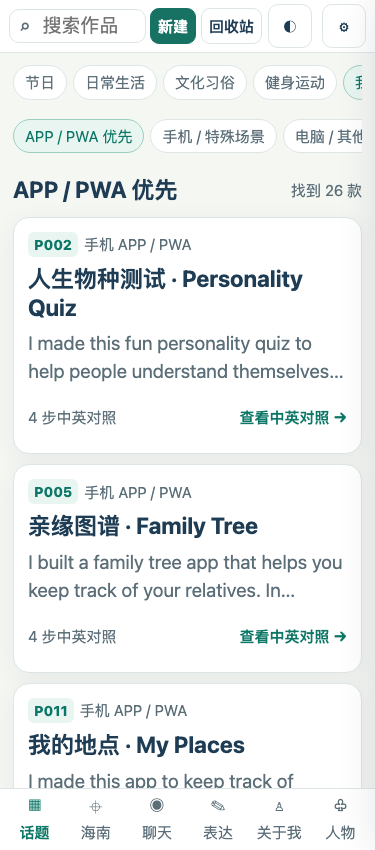 搜索作品
新建
回收站
节日
日常生活
文化习俗
健身运动
APP / PWA 优先
手机 / 特殊场景
电脑 / 其他
APP / PWA 优先
找到 26 款
P002 手机 APP / PWA
人生物种测试 · Personality
Quiz
I made this fun personality quiz to
help people understand themselves...
4 步中英对照
查看中英对照 →
P005 手机 APP / PWA
亲缘图谱 · Family Tree
I built a family tree app that helps you
keep track of your relatives. In...
4 步中英对照
查看中英对照 →
P011 手机 APP / PWA
我的地点 · My Places
I made this app to keep track of
话题
海南
聊天
表达
关于我
人物